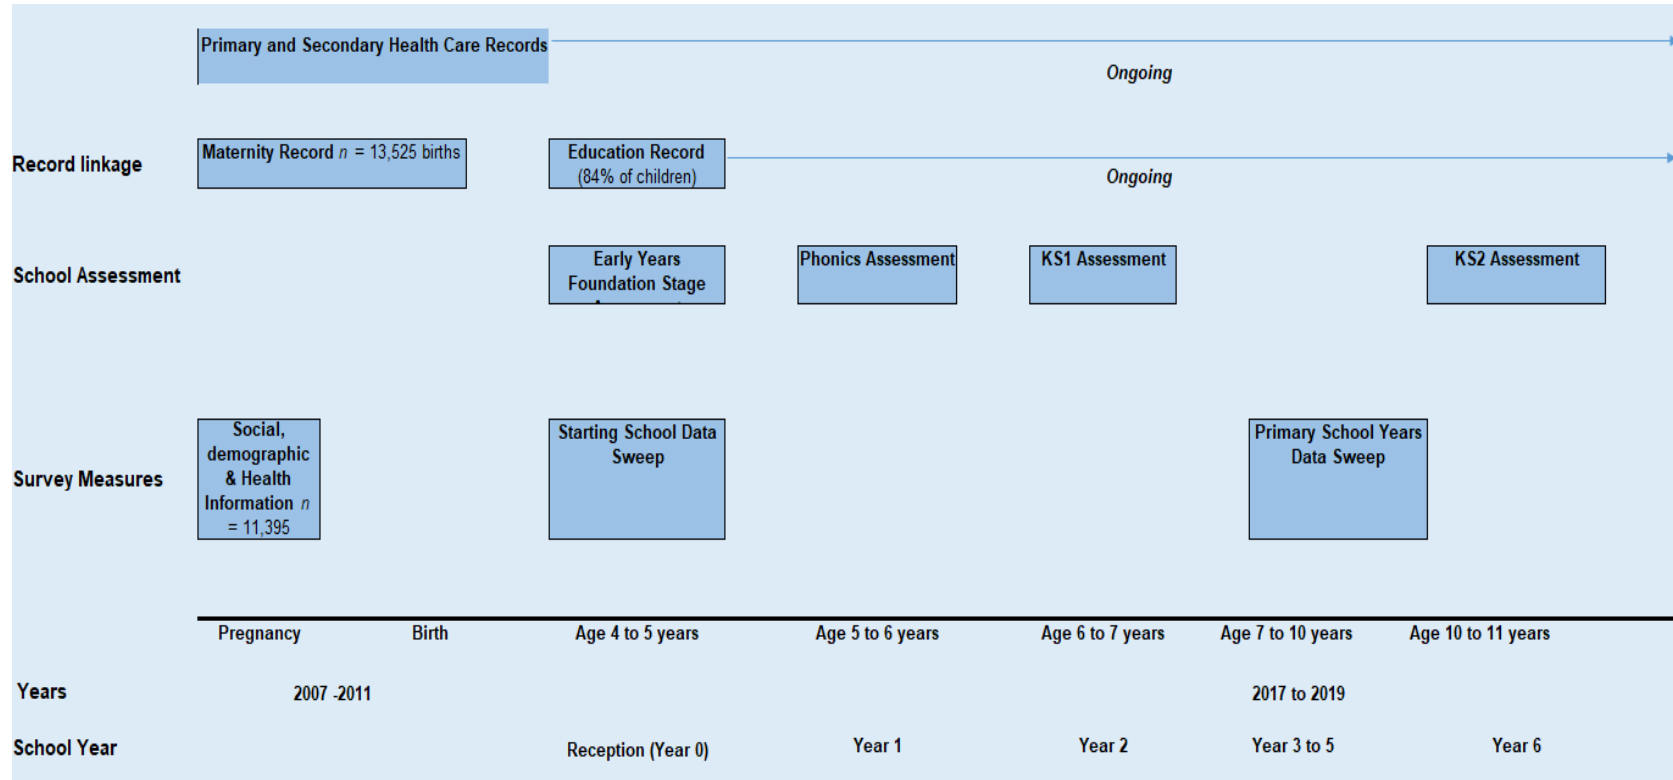 Primary and Secondary Health Care Records
Ongoing
Record linkage
Maternity Record n = 13,525 births
Education Record
(84% of children)
Ongoing
School Assessment
Early Years
Foundation Stage
Phonics Assessment
KS1 Assessment
KS2 Assessment
Survey Measures
Social,
demographic
& Health
Information n
= 11,395
Starting School Data
Sweep
Primary School Years
Data Sweep
Pregnancy
Birth
Age 4 to 5 years
Age 5 to 6 years
Age 6 to 7 years
Age 7 to 10 years
Age 10 to 11 years
Years
2007 -2011
2017 to 2019
School Year
Reception (Year 0)
Year 1
Year 2
Year 3 to 5
Year 6